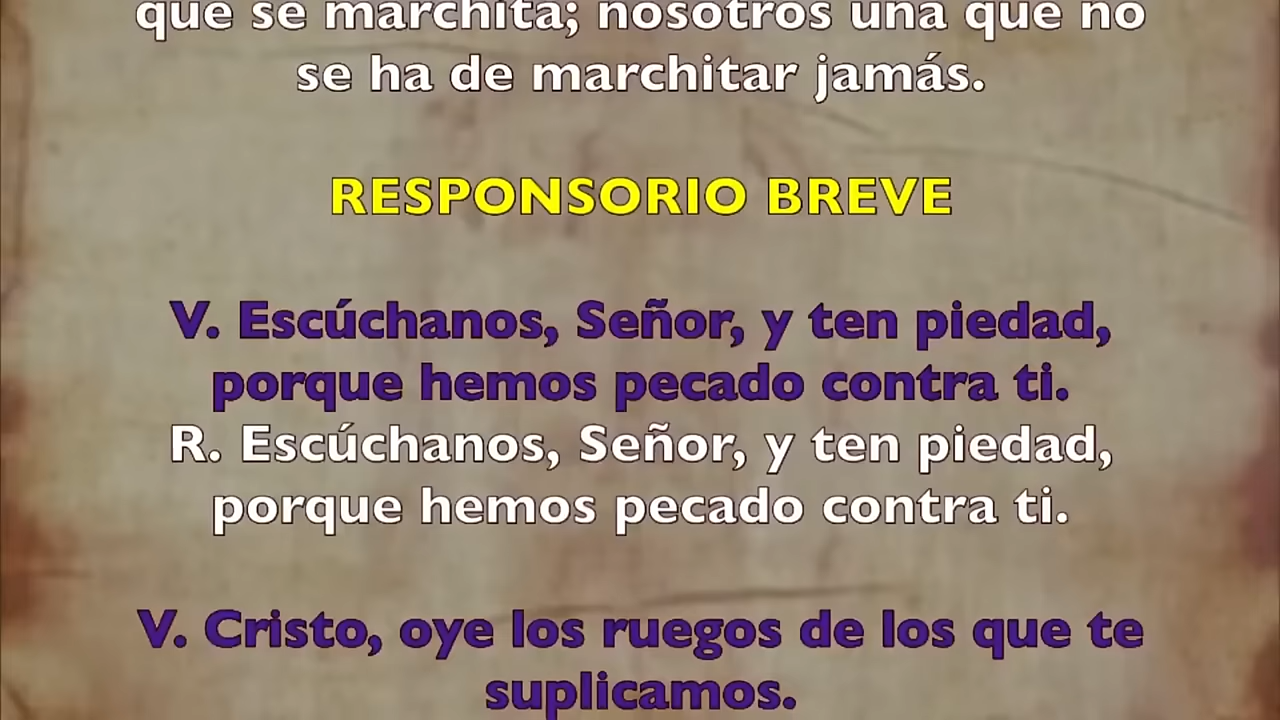 que se marchita; nosotros una que no
se ha de marchitar jamás.
RESPONSORIO BREVE
V. Escúchanos, Señor, y ten piedad,
porque hemos pecado contra ti.
R. Escúchanos, Señor, y ten piedad,
porque hemos pecado contra ti.
V. Cristo, oye los ruegos de los que te
suplicamos.